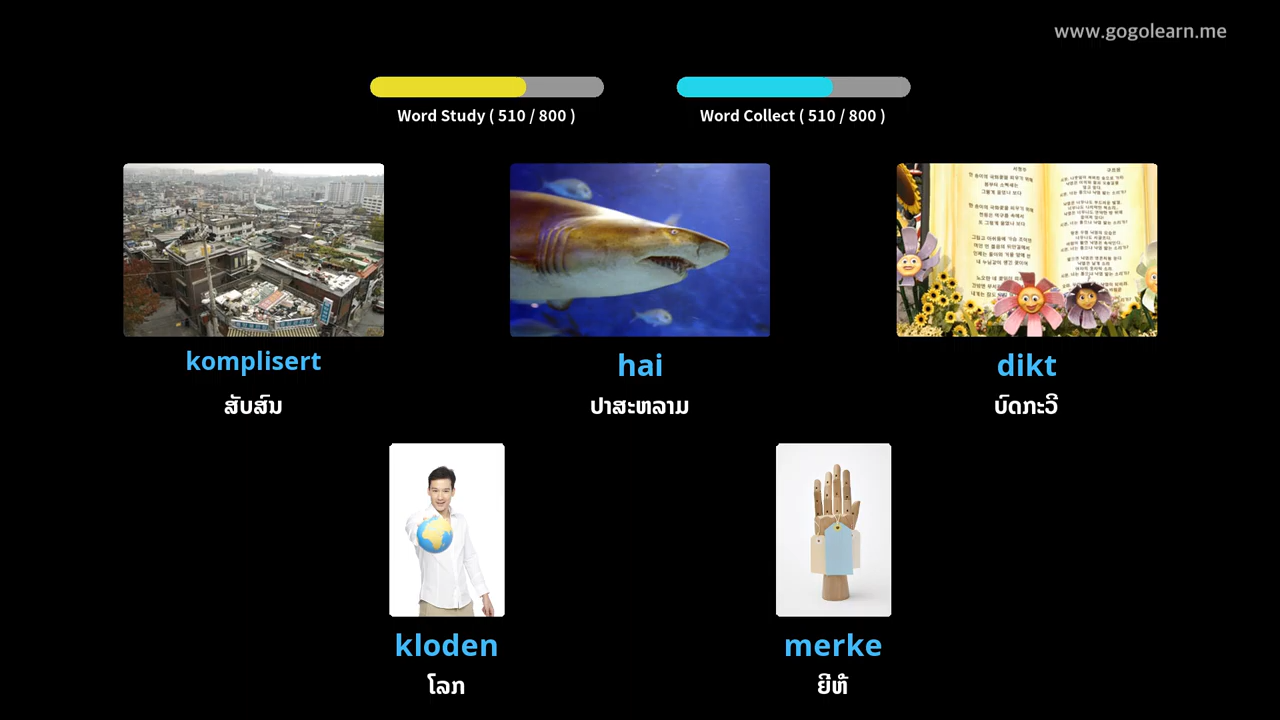 www.gogolearn.me
Word Study ( 510 / 800 )
Word Collect ( 510 / 800 )
komplisert
hai
dikt
ສັບສົນ
ປາສະຫລາມ
ບົດກະວີ
kloden
merke
ໂລກ
ຍີ່ຫໍ້